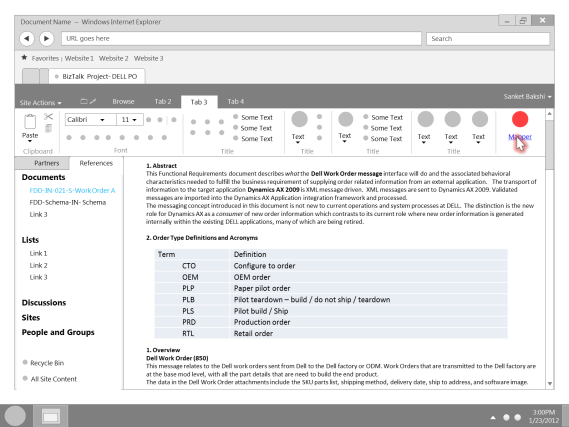 Document Name – Windows Internet Explorer
URL goes here
Search
Favorites | Website 1 Website 2 Website 3
BizTalk Project- DELL PO
Sanket Bakshi
Site Actions Browse Tab 2 Tab 3 Tab 4
Calibri 11
Paste
Clipboard
Font
Some Text
Some Text
Some Text
Title
Text
Title
Text
Some Text
Some Text
Some Text
Title
Text Text Text
Title
Mapper
Partners References
Documents
FDD-IN-021-S-Work Order A
FDD-Schema-IN- Schema
Link 3
Lists
Link 1
Link 2
Link 3
Discussions
Sites
People and Groups
Recycle Bin
All Site Content
1. Abstract
This Functional Requirements document describes what the Dell Work Order message interface will do and the associated behavioral
characteristics needed to fulfill the business requirement of supplying order related information from an external application. The transport of
information to the target application Dynamics AX 2009 is XML message driven. XML messages are sent to Dynamics AX 2009. Validated
messages are imported into the Dynamics AX Application integration framework and processed.
The messaging concept introduced in this document is not new to current operations and system processes at DELL. The distinction is the new
role for Dynamics AX as a consumer of new order information which contrasts to its current role where new order information is generated
internally within the existing DELL applications, many of which are being retired.
2. Order Type Definitions and Acronyms
Term Definition
CTO Configure to order
OEM OEM order
PLP Paper pilot order
PLB Pilot teardown – build / do not ship / teardown
PLS Pilot build / Ship
PRD Production order
RTL Retail order
1. Overview
Dell Work Order (850)
This message relates to the Dell work orders sent from Dell to the Dell factory or ODM. Work Orders that are transmitted to the Dell factory are
at the base mod level, with all the part details that are need to build the end product.
The data in the Dell Work Order attachments include the SKU parts list, shipping method, delivery date, ship to address, and software image.
3:00PM
1/23/2012